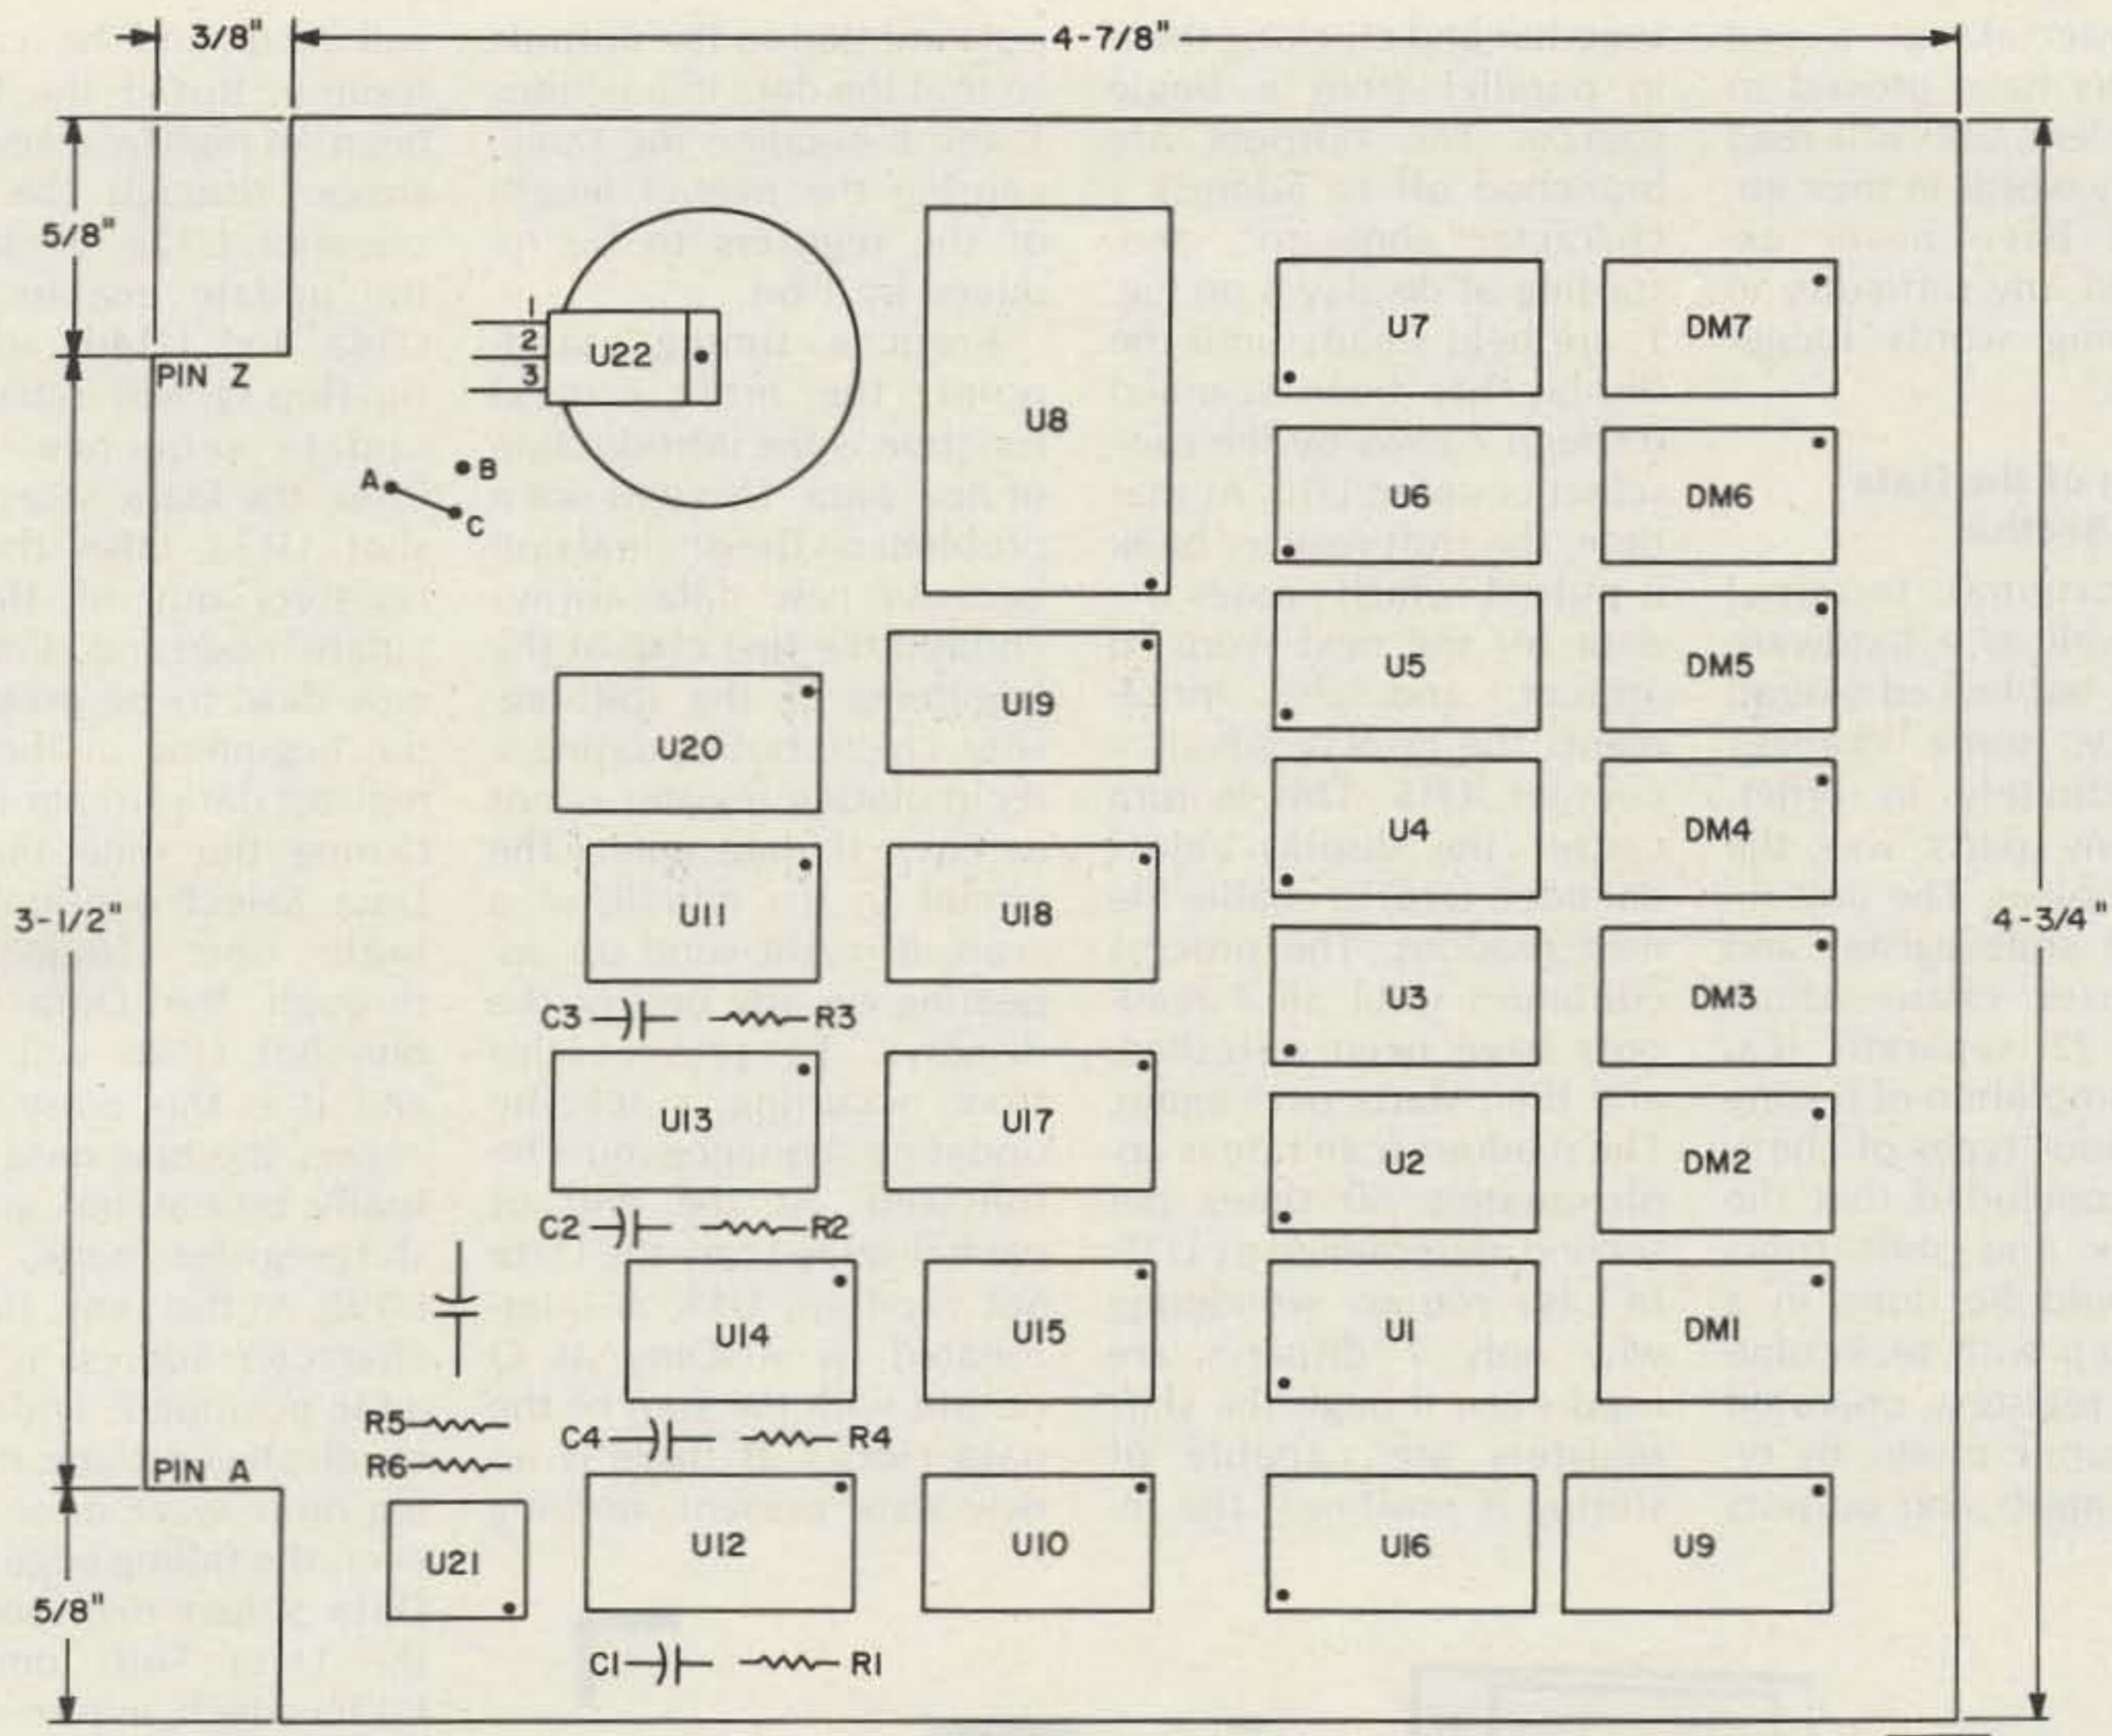 3/8" 4-7/8"
5/8"
U7 DM7
1
2 U22
3
PIN Z
U8
B
A
C
U6 DM6
U5 DM5
U19
U20
U4 DM4
3-1/2" U11 U18 4-3/4"
U3 DM3
C3 R3
U13 U17
U2 DM2
C2 R2
U14 U15 U1 DM1
R5
C4 R4
R6
PIN A
U12 U10 U16 U9
U21
5/8"
C1 R1